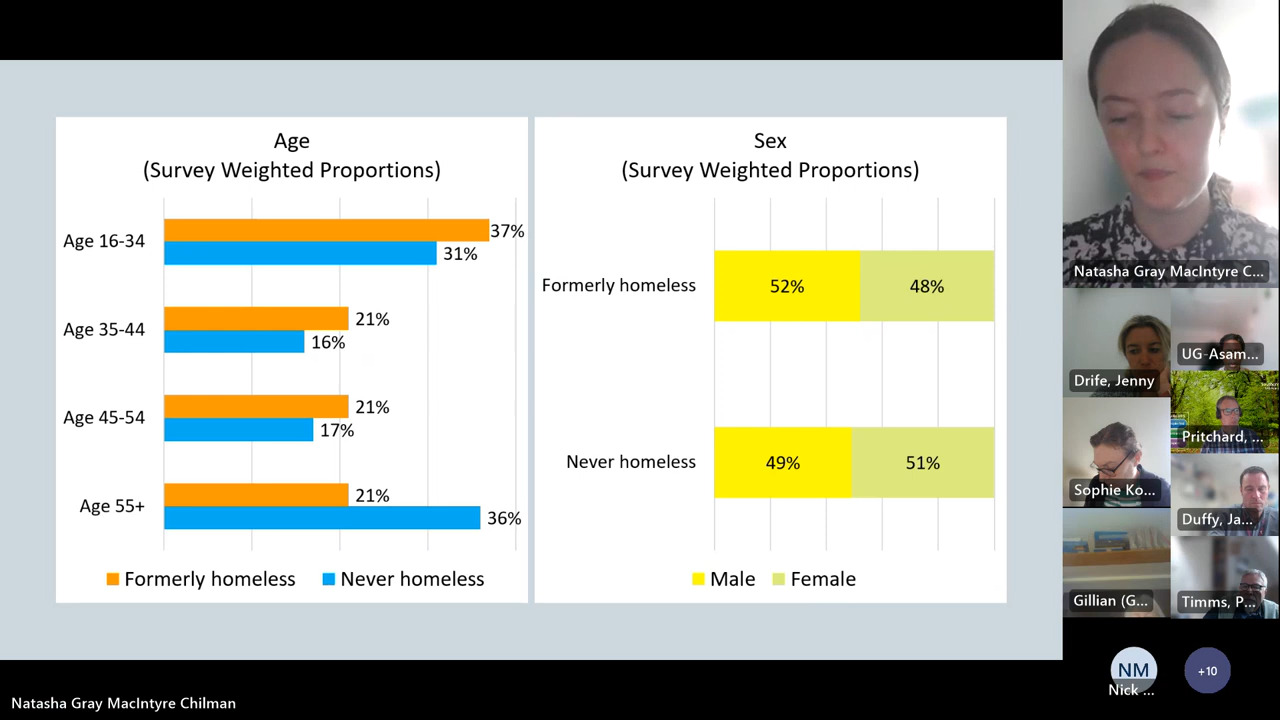 Age
(Survey Weighted Proportions)
Age 16-34
37%
31%
Age 35-44
21%
16%
Age 45-54
21%
17%
Age 55+
21%
36%
Formerly homeless
Never homeless
Sex
(Survey Weighted Proportions)
Formerly homeless
52%
48%
Never homeless
49%
51%
Male
Female
Natasha Gray MacIntyre C...
Drife, Jenny
UG-Asam...
Pritchard, ...
Sophie Ko...
Duffy, Ja...
Gillian (G...
Timms, P...
NM
Nick ...
+10
Natasha Gray MacIntyre Chilman